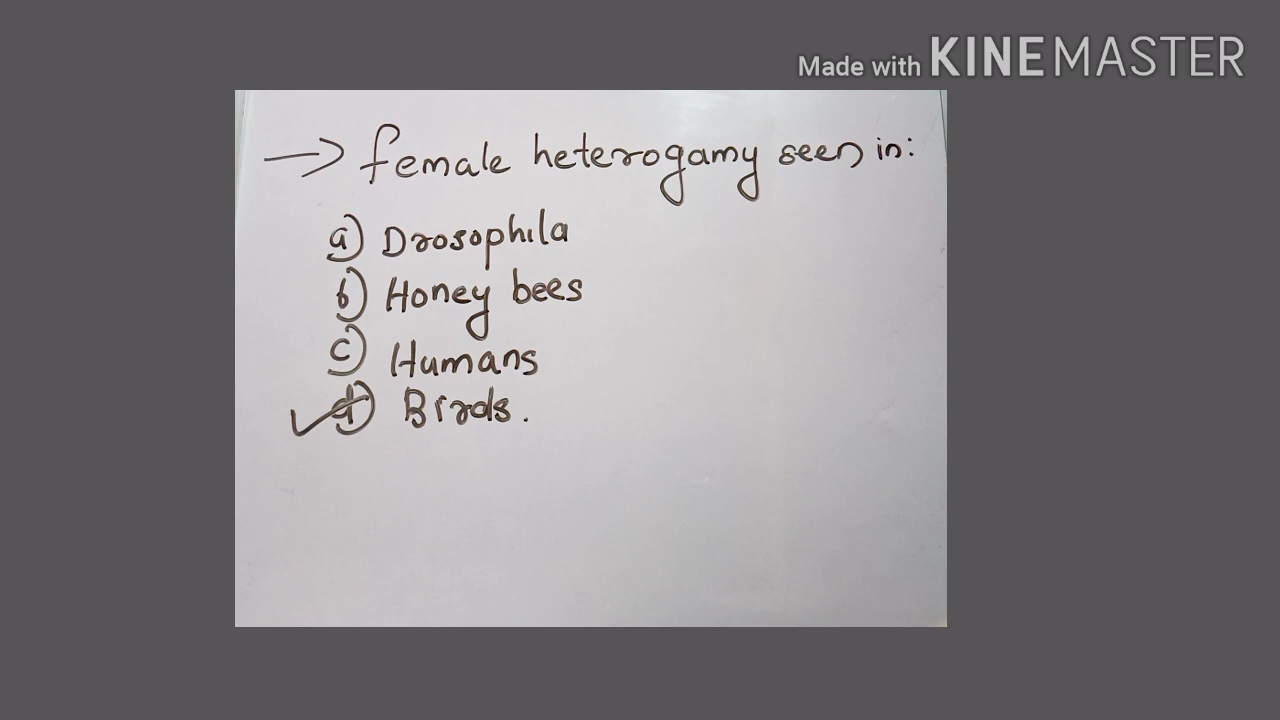 Made with KINEMASTER
→ female heterogamy seen in:
a) Drosophila
b) Honey bees
c) Humans
d) Birds.